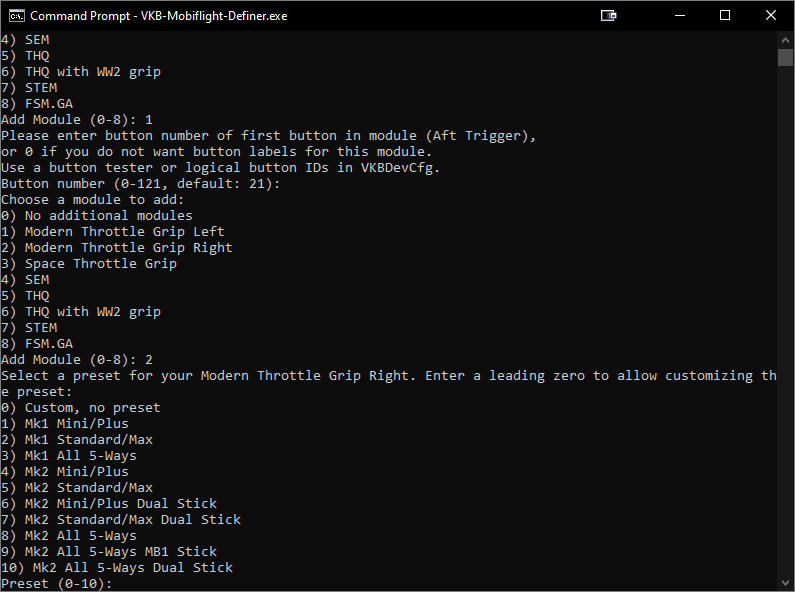 Command Prompt - VKB-Mobiflight-Definer.exe
4) SEM
5) THQ
6) THQ with WW2 grip
7) STEM
8) FSM.GA
Add Module (0-8): 1
Please enter button number of first button in module (Aft Trigger),
or 0 if you do not want button labels for this module.
Use a button tester or logical button IDs in VKBDevCfg.
Button number (0-121, default: 21):
Choose a module to add:
0) No additional modules
1) Modern Throttle Grip Left
2) Modern Throttle Grip Right
3) Space Throttle Grip
4) SEM
5) THQ
6) THQ with WW2 grip
7) STEM
8) FSM.GA
Add Module (0-8): 2
Select a preset for your Modern Throttle Grip Right. Enter a leading zero to allow customizing th
e preset:
0) Custom, no preset
1) Mk1 Mini/Plus
2) Mk1 Standard/Max
3) Mk1 All 5-Ways
4) Mk2 Mini/Plus
5) Mk2 Standard/Max
6) Mk2 Mini/Plus Dual Stick
7) Mk2 Standard/Max Dual Stick
8) Mk2 All 5-Ways
9) Mk2 All 5-Ways MB1 Stick
10) Mk2 All 5-Ways Dual Stick
Preset (0-10):